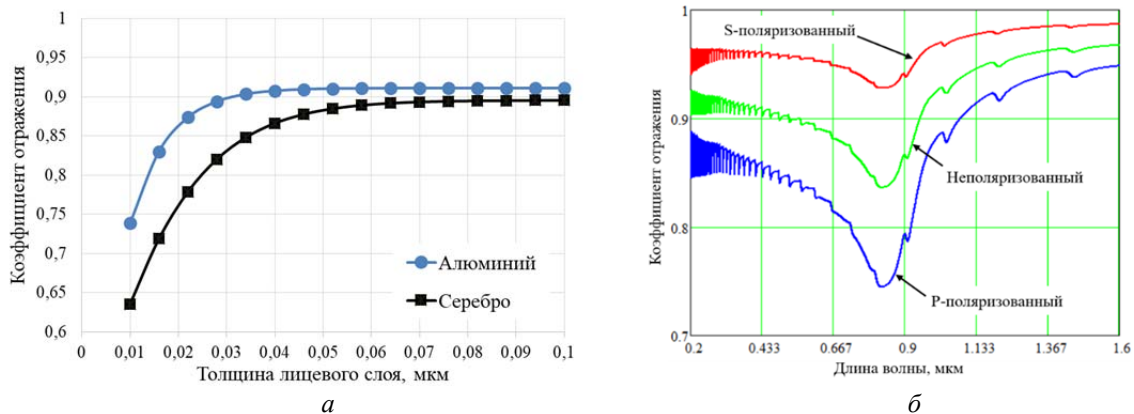 Коэффициент отражения
1
0,95
0,9
0,85
0,8
0,75
0,7
0,65
0,6
0
0,01
0,02
0,03
0,04
0,05
0,06
0,07
0,08
0,09
0,1
Алюминий
Серебро
Толщина лицевого слоя, мкм
а
Коэффициент отражения
1
0.9
0.8
0.7
0.2
0.433
0.667
0.9
1.133
1.367
1.6
S-поляризованный
Неполяризованный
P-поляризованный
Длина волны, мкм
б